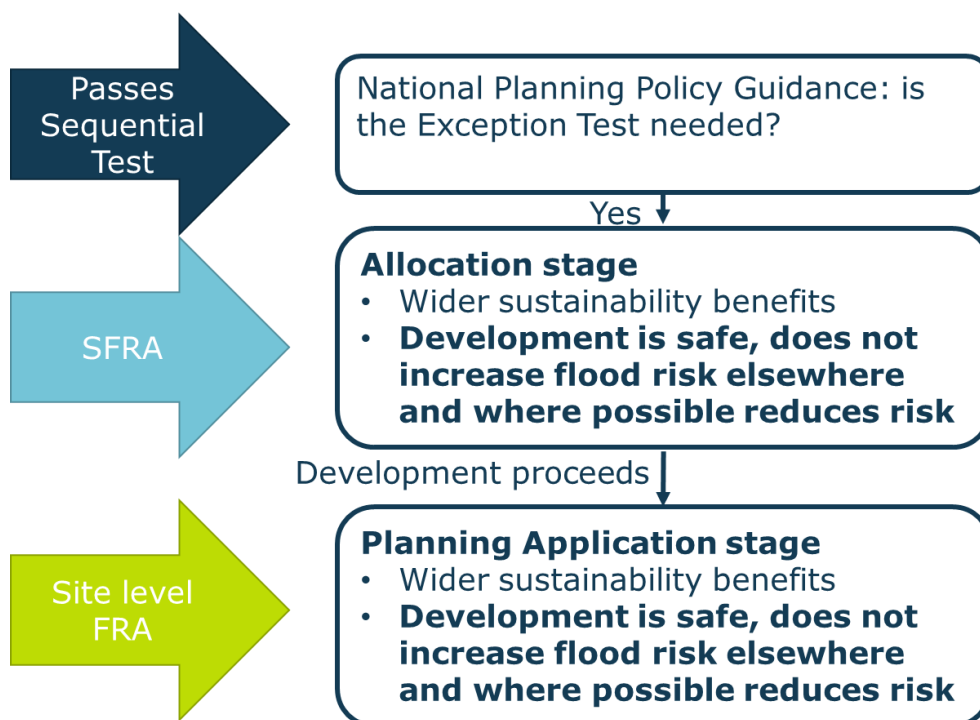 Passes
Sequential
Test
National Planning Policy Guidance: is
the Exception Test needed?
Yes
SFRA
Allocation stage
• Wider sustainability benefits
• Development is safe, does not
increase flood risk elsewhere
and where possible reduces risk
Development proceeds
Site level
FRA
Planning Application stage
• Wider sustainability benefits
• Development is safe, does not
increase flood risk elsewhere
and where possible reduces risk